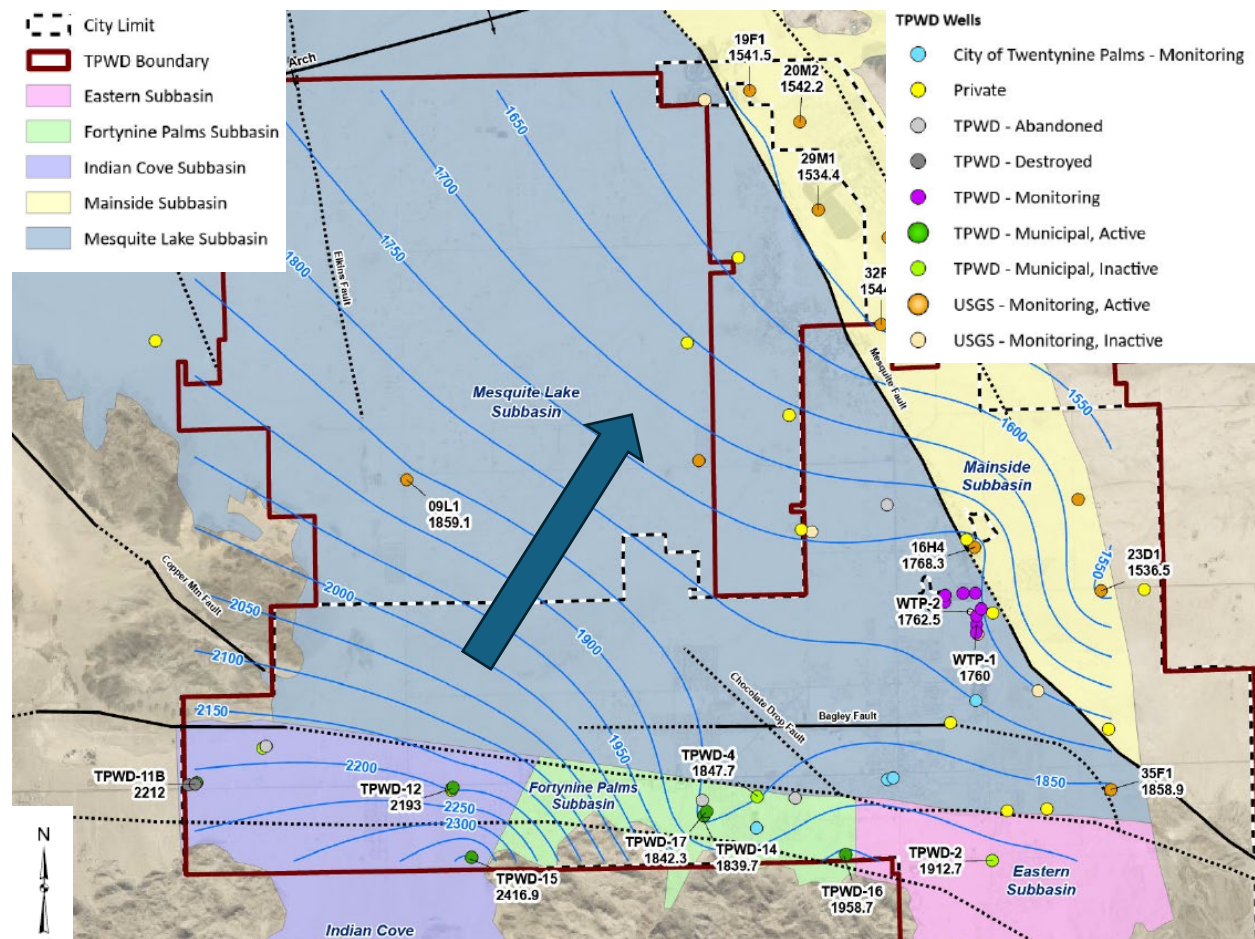 City Limit
TPWD Boundary
Eastern Subbasin
Fortynine Palms Subbasin
Indian Cove Subbasin
Mainside Subbasin
Mesquite Lake Subbasin
TPWD Wells
City of Twentynine Palms - Monitoring
Private
TPWD - Abandoned
TPWD - Destroyed
TPWD - Monitoring
TPWD - Municipal, Active
TPWD - Municipal, Inactive
USGS - Monitoring, Active
USGS - Monitoring, Inactive
Arch
19F1
1541.5
20M2
1542.2
29M1
1534.4
1650
1700
1750
1800
Elkins Fault
Mesquite Fault
Mesquite Lake
Subbasin
1550
1600
Mainside
Subbasin
09L1
1859.1
16H4
1768.3
23D1
1536.5
1550
WTP-2
1762.5
WTP-1
1760
Copper Mtn Fault
2000
2050
2100
1900
2150
1950
Chocolate Drop Fault
Bagley Fault
1850
TPWD-11B
2212
2200
TPWD-12
2193
2250
2300
Fortynine Palms
Subbasin
TPWD-4
1847.7
35F1
1858.9
TPWD-17
1842.3
TPWD-14
1839.7
TPWD-15
2416.9
TPWD-16
1958.7
TPWD-2
1912.7
Eastern
Subbasin
Indian Cove
N